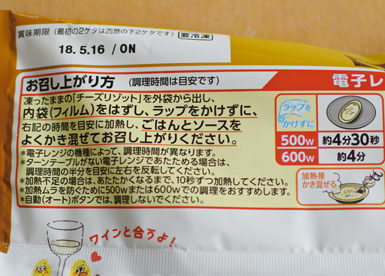 賞味期限（最初の2ケタは西暦の下2ケタです）要冷凍
18.5.16 / ON
お召し上がり方（調理時間は目安です）
電子レ
凍ったままの「チーズリゾット」を外袋から出し、
内袋（フィルム）をはずし、ラップをかけずに、
右記の時間を目安に加熱し、ごはんとソースを
よくかき混ぜてお召し上がりください。
*電子レンジの機種によって、調理時間が異なります。
*ターンテーブルがない電子レンジであたためる場合は、
調理時間の半分を目安に左右を反転してください。
*加熱不足の場合は、あたたかくなるまで、10秒ずつ加熱してください。
*加熱ムラを防ぐために500wまたは600wでの調理をおすすめします。
*自動（オート）ボタンでは、調理しないでください。
ラップを
かけずに
500W 約4分30秒
600W 約4分
加熱後
かき混ぜる
ワインと合うよ！